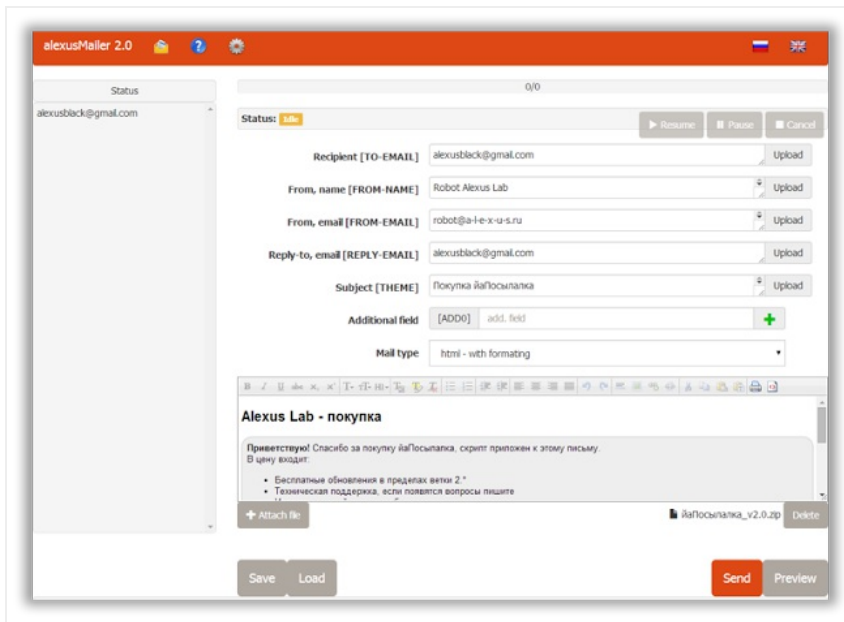 alexusMailer 2.0
Status
0/0
alexusblack@gmail.com
Status: Idle
Resume Pause Cancel
Recipient [TO-EMAIL] alexusblack@gmail.com Upload
From, name [FROM-NAME] Robot Alexus Lab Upload
From, email [FROM-EMAIL] robot@a-l-e-x-u-s.ru Upload
Reply-to, email [REPLY-EMAIL] alexusblack@gmail.com Upload
Subject [THEME] Покупка йаПосылалка Upload
Additional field [ADD0] add. field
Mail type html - with formating
Alexus Lab - покупка
Приветствую! Спасибо за покупку йаПосылалка, скрипт приложен к этому письму.
В цену входит:
Бесплатные обновления в пределах ветки 2.*
Техническая поддержка, если появятся вопросы пишите
Attach file йаПосылалка_v2.0.zip Delete
Save Load Send Preview